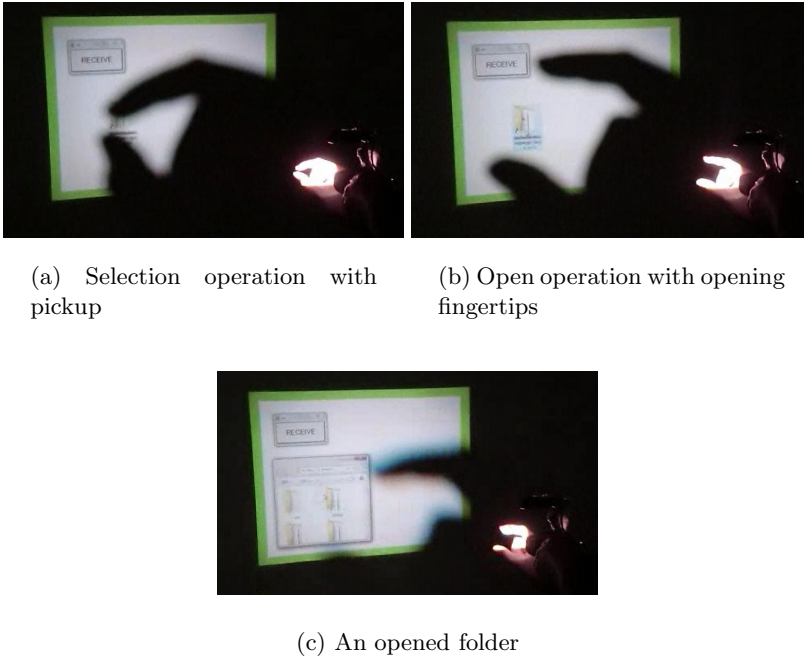 RECEIVE
RECEIVE
(a) Selection operation with
pickup
(b) Open operation with opening
fingertips
RECEIVE
(c) An opened folder